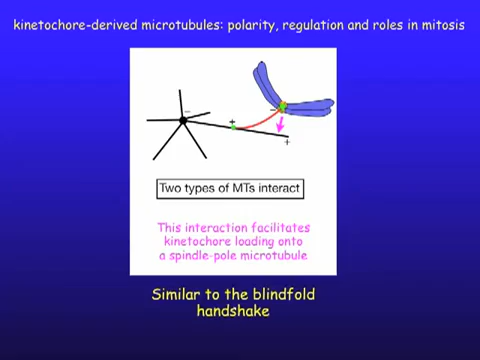 kinetochore-derived microtubules: polarity, regulation and roles in mitosis
−
+
−
+
Two types of MTs interact
This interaction facilitates
kinetochore loading onto
a spindle-pole microtubule
Similar to the blindfold
handshake